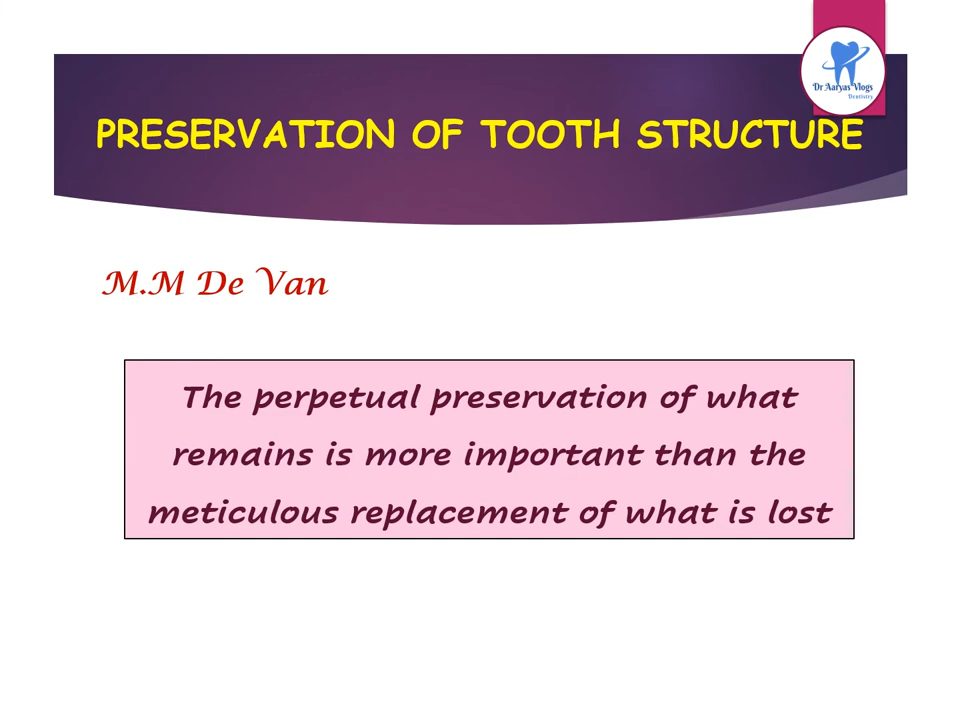 Dr Aaryas Vlogs
Dentistry
PRESERVATION OF TOOTH STRUCTURE
M.M De Van
The perpetual preservation of what
remains is more important than the
meticulous replacement of what is lost